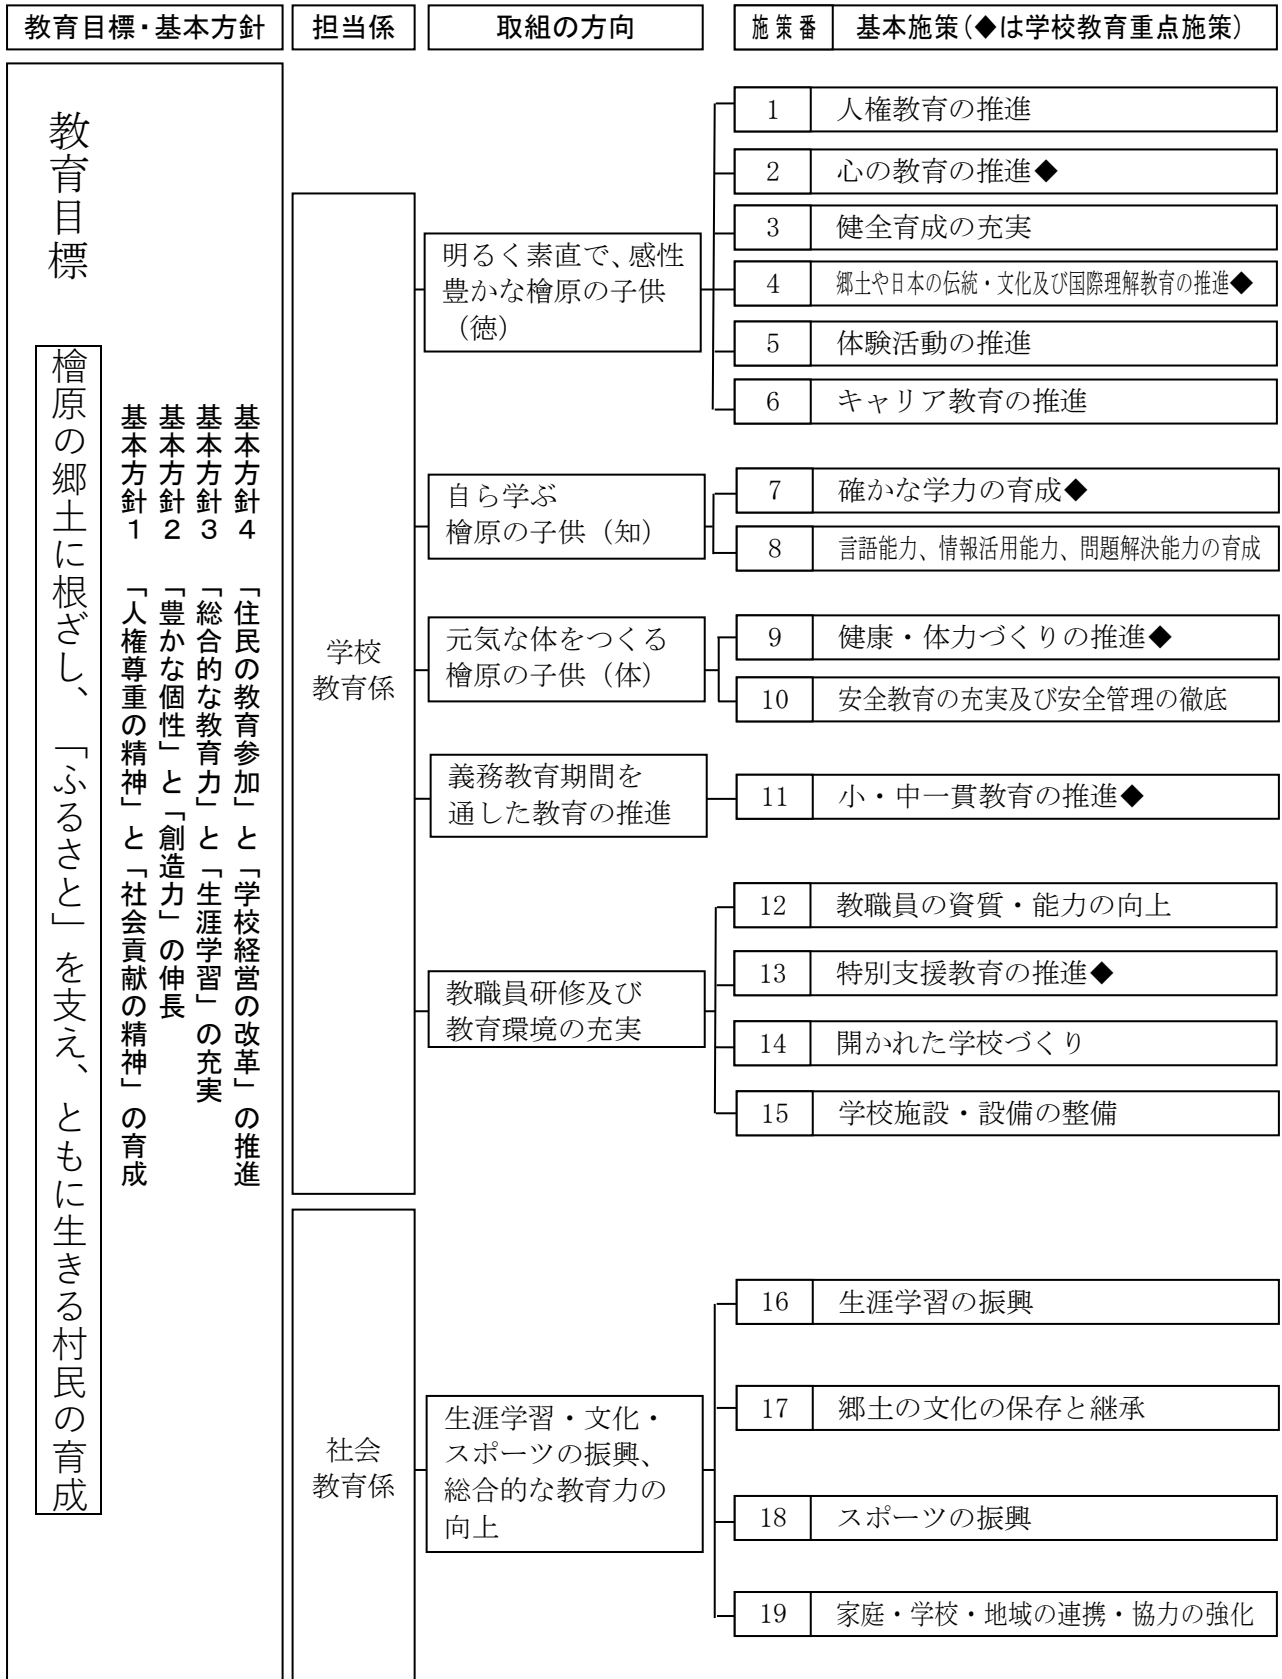 教育目標・基本方針
担当係
取組の方向
施策番
基本施策（◆は学校教育重点施策）
教育目標
檜原の郷土に根ざし、「ふるさと」を支え、ともに生きる村民の育成
基本方針１　「人権尊重の精神」と「社会貢献の精神」の育成
基本方針２　「豊かな個性」と「創造力」の伸長
基本方針３　「総合的な教育力」と「生涯学習」の充実
基本方針４　「住民の教育参加」と「学校経営の改革」の推進
学校
教育係
明るく素直で、感性
豊かな檜原の子供
（徳）
1 人権教育の推進
2 心の教育の推進◆
3 健全育成の充実
4 郷土や日本の伝統・文化及び国際理解教育の推進◆
5 体験活動の推進
6 キャリア教育の推進
自ら学ぶ
檜原の子供（知）
7 確かな学力の育成◆
8 言語能力、情報活用能力、問題解決能力の育成
元気な体をつくる
檜原の子供（体）
9 健康・体力づくりの推進◆
10 安全教育の充実及び安全管理の徹底
義務教育期間を
通した教育の推進
11 小・中一貫教育の推進◆
教職員研修及び
教育環境の充実
12 教職員の資質・能力の向上
13 特別支援教育の推進◆
14 開かれた学校づくり
15 学校施設・設備の整備
社会
教育係
生涯学習・文化・
スポーツの振興、
総合的な教育力の
向上
16 生涯学習の振興
17 郷土の文化の保存と継承
18 スポーツの振興
19 家庭・学校・地域の連携・協力の強化